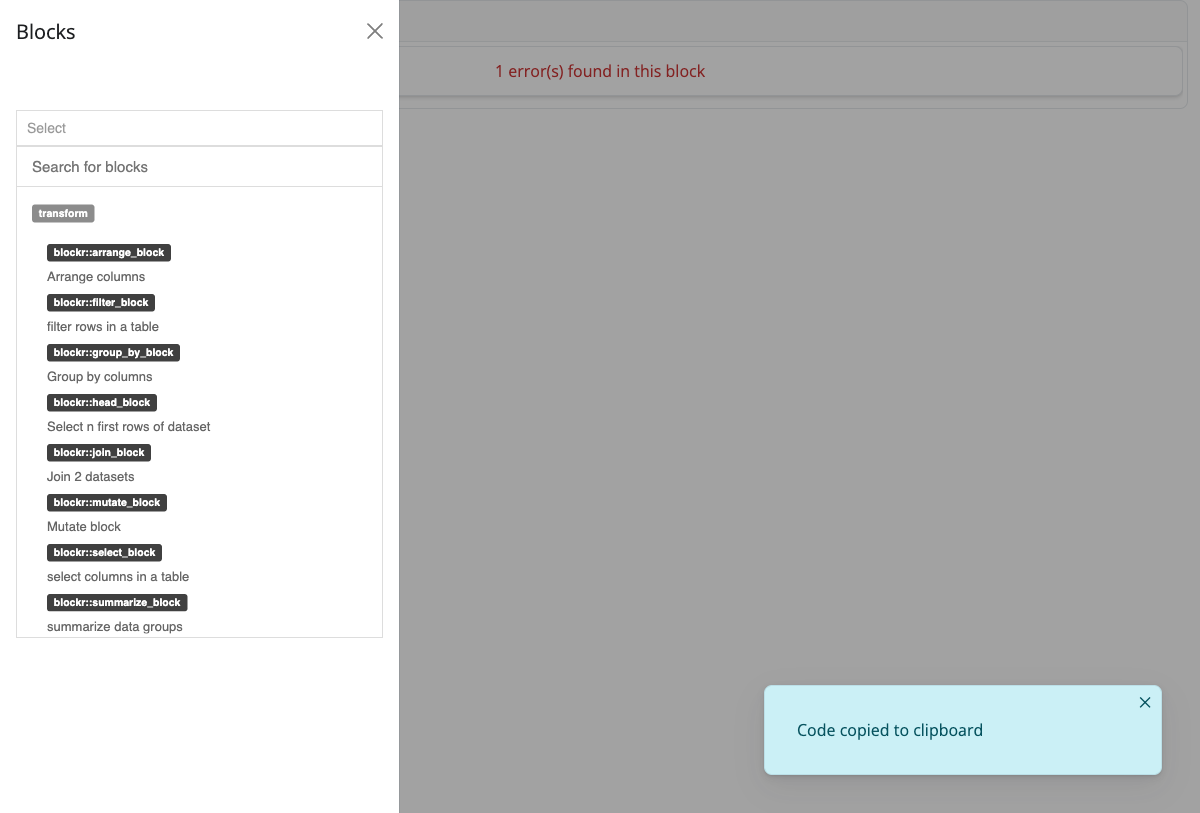 Blocks
1 error(s) found in this block
Select
Search for blocks
transform
blockr::arrange_block
Arrange columns
blockr::filter_block
filter rows in a table
blockr::group_by_block
Group by columns
blockr::head_block
Select n first rows of dataset
blockr::join_block
Join 2 datasets
blockr::mutate_block
Mutate block
blockr::select_block
select columns in a table
blockr::summarize_block
summarize data groups
Code copied to clipboard